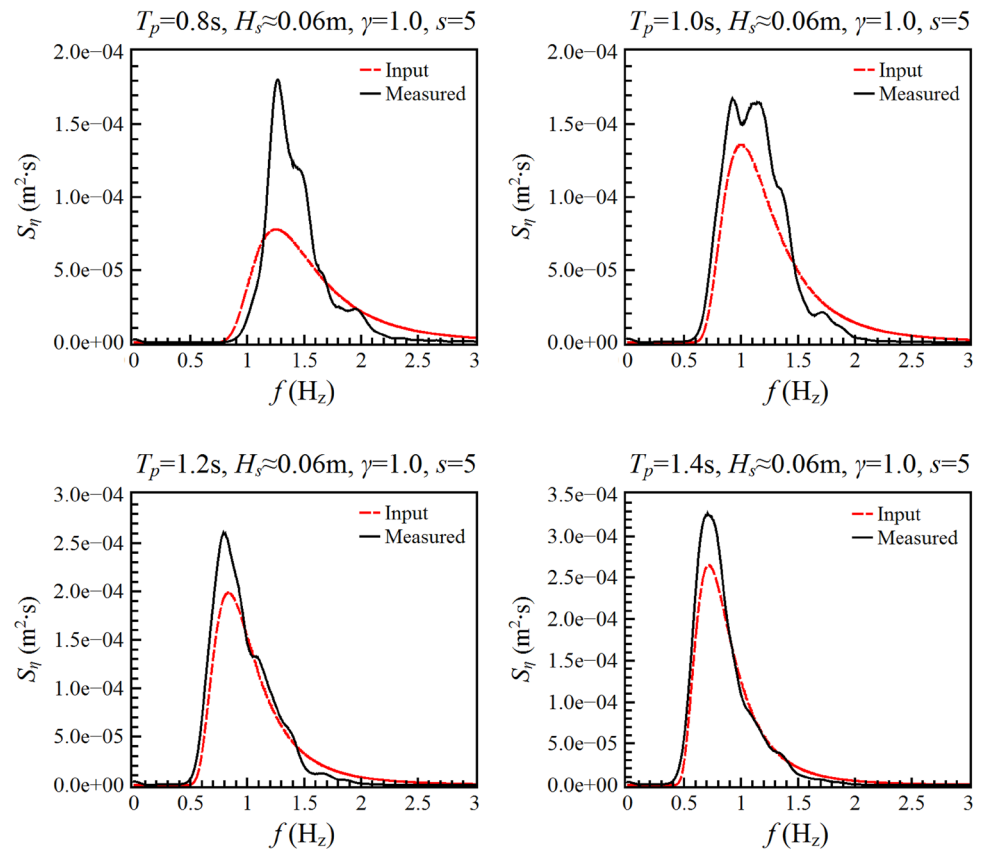 Tp=0.8s, Hs≈0.06m, γ=1.0, s=5
2.0e−04
1.5e−04
1.0e−04
5.0e−05
0.0e+00
Sη (m²·s)
Input
Measured
0 0.5 1 1.5 2 2.5 3
f (Hz)
Tp=1.0s, Hs≈0.06m, γ=1.0, s=5
2.0e−04
1.5e−04
1.0e−04
5.0e−05
0.0e+00
Sη (m²·s)
Input
Measured
0 0.5 1 1.5 2 2.5 3
f (Hz)
Tp=1.2s, Hs≈0.06m, γ=1.0, s=5
3.0e−04
2.5e−04
2.0e−04
1.5e−04
1.0e−04
5.0e−05
0.0e+00
Sη (m²·s)
Input
Measured
0 0.5 1 1.5 2 2.5 3
f (Hz)
Tp=1.4s, Hs≈0.06m, γ=1.0, s=5
3.5e−04
3.0e−04
2.5e−04
2.0e−04
1.5e−04
1.0e−04
5.0e−05
0.0e+00
Sη (m²·s)
Input
Measured
0 0.5 1 1.5 2 2.5 3
f (Hz)